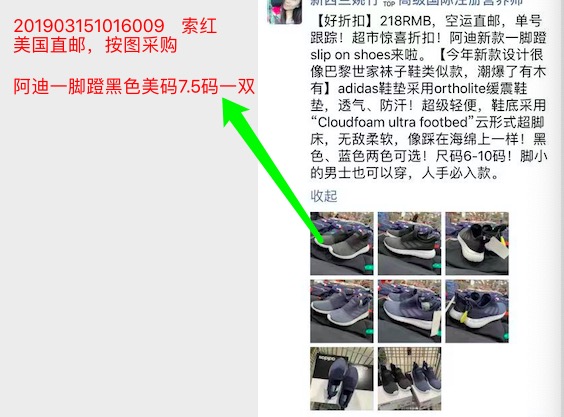 201903151016009 索红
美国直邮，按图采购
阿迪一脚蹬黑色美码7.5码一双
TOP 高级国际注册营养师
【好折扣】218RMB，空运直邮，单号
跟踪！超市惊喜折扣！阿迪新款一脚蹬
slip on shoes来啦。【今年新款设计很
像巴黎世家袜子鞋类似款，潮爆了有木
有】adidas鞋垫采用ortholite缓震鞋
垫，透气、防汗！超级轻便，鞋底采用
“Cloudfoam ultra footbed”云形式超脚
床，无敌柔软，像踩在海绵上一样！黑
色、蓝色两色可选！尺码6-10码！脚小
的男士也可以穿，人手必入款。
收起